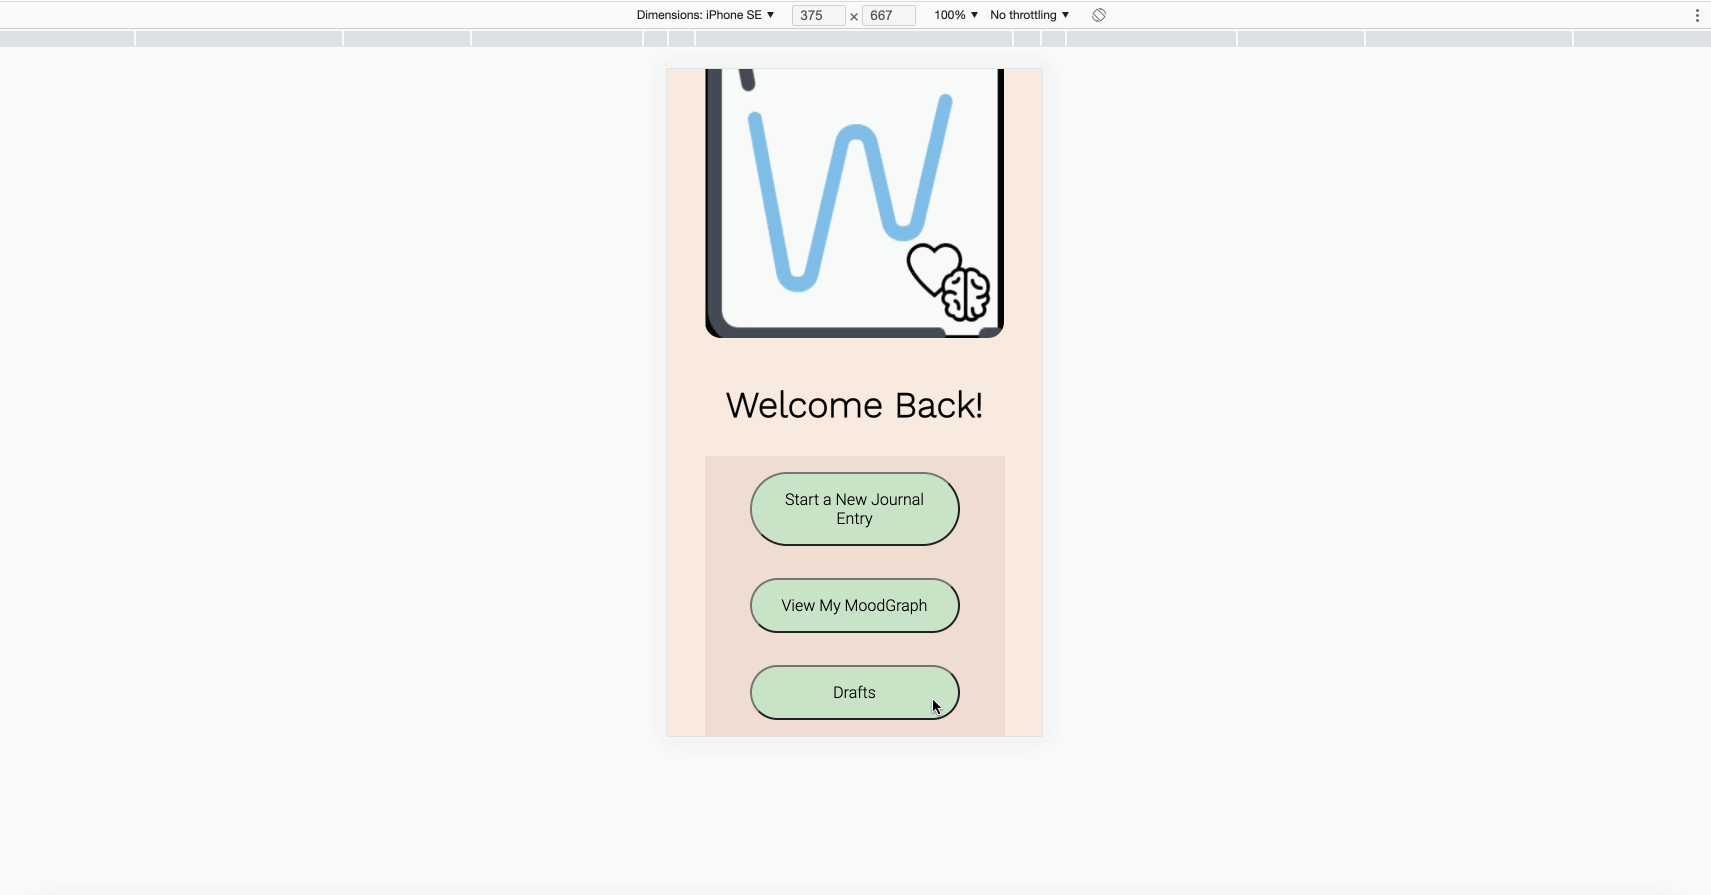 Dimensions: iPhone SE ▼ 375 × 667 100% ▼ No throttling ▼
W
Welcome Back!
Start a New Journal
Entry
View My MoodGraph
Drafts